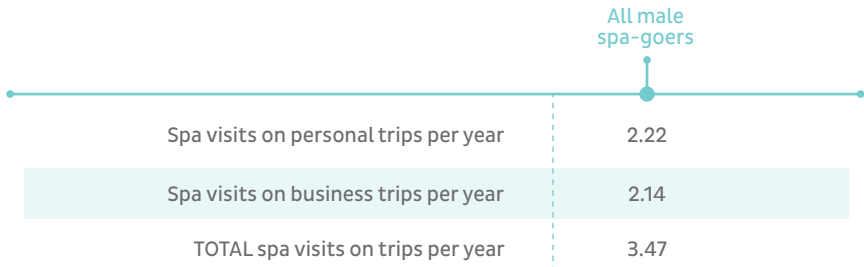 All male
spa-goers
Spa visits on personal trips per year 2.22
Spa visits on business trips per year 2.14
TOTAL spa visits on trips per year 3.47